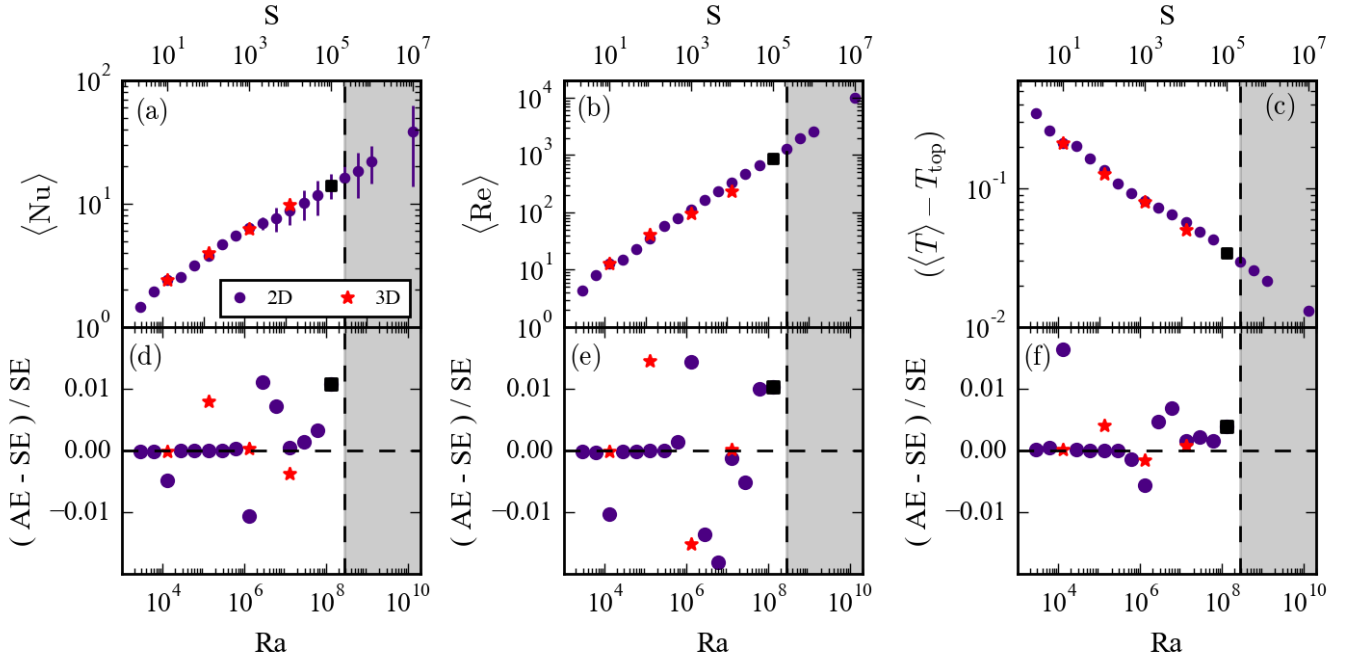 S S S
10^1 10^3 10^5 10^7 10^1 10^3 10^5 10^7 10^1 10^3 10^5 10^7
(a) (b) (c)
⟨Nu⟩ ⟨Re⟩ (⟨T⟩ − T_top)
10^2 10^4
10^3
10^1 10^2 10^-1
10^1
10^0 10^0 10^-2
2D 3D
(d) (e) (f)
( AE - SE ) / SE ( AE - SE ) / SE ( AE - SE ) / SE
0.01 0.01 0.01
0.00 0.00 0.00
−0.01 −0.01 −0.01
10^4 10^6 10^8 10^10 10^4 10^6 10^8 10^10 10^4 10^6 10^8 10^10
Ra Ra Ra